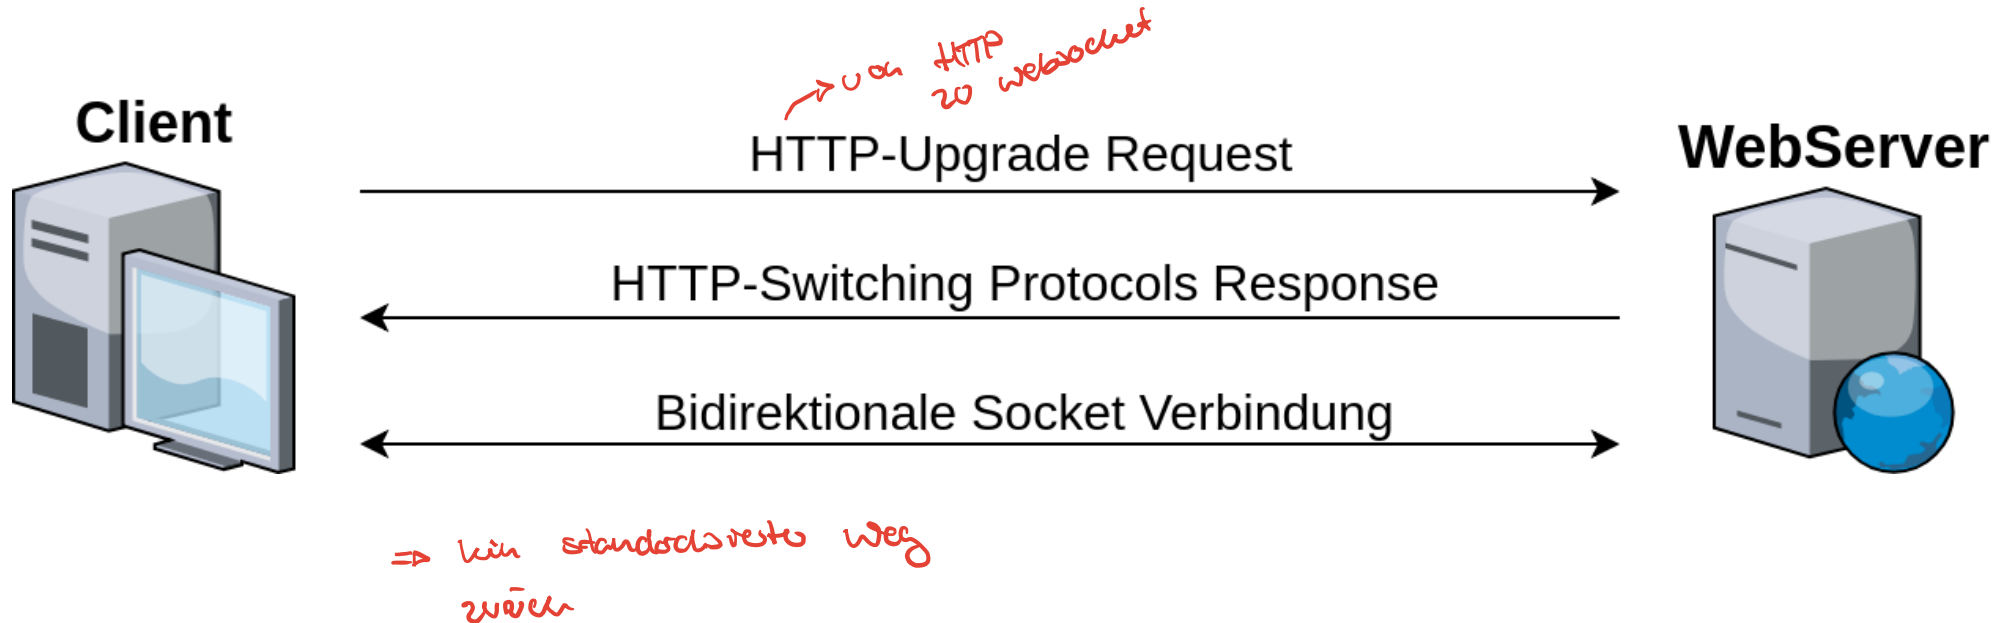 → von HTTP
zu websocket
Client
HTTP-Upgrade Request
WebServer
HTTP-Switching Protocols Response
Bidirektionale Socket Verbindung
⇒ kein standardisierter Weg
zurück